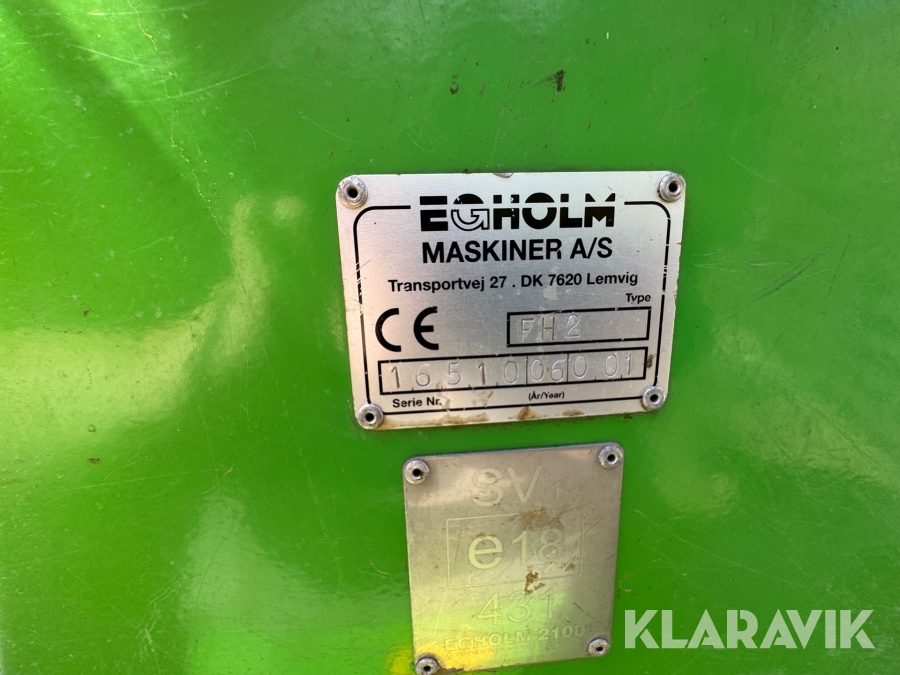 EGHOLM
MASKINER A/S
Transportvej 27 . DK 7620 Lemvig
Type
CE FH2
16510060001
Serie Nr. (År/Year)
SV
e18
431
EGHOLM 2100
KLARAVIK